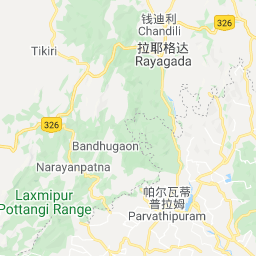 钱迪利
Chandili
326
Tikiri
拉耶格达
Rayagada
326
Bandhugaon
Narayanpatna
Laxmipur
Pottangi Range
帕尔瓦蒂
普拉姆
Parvathipuram